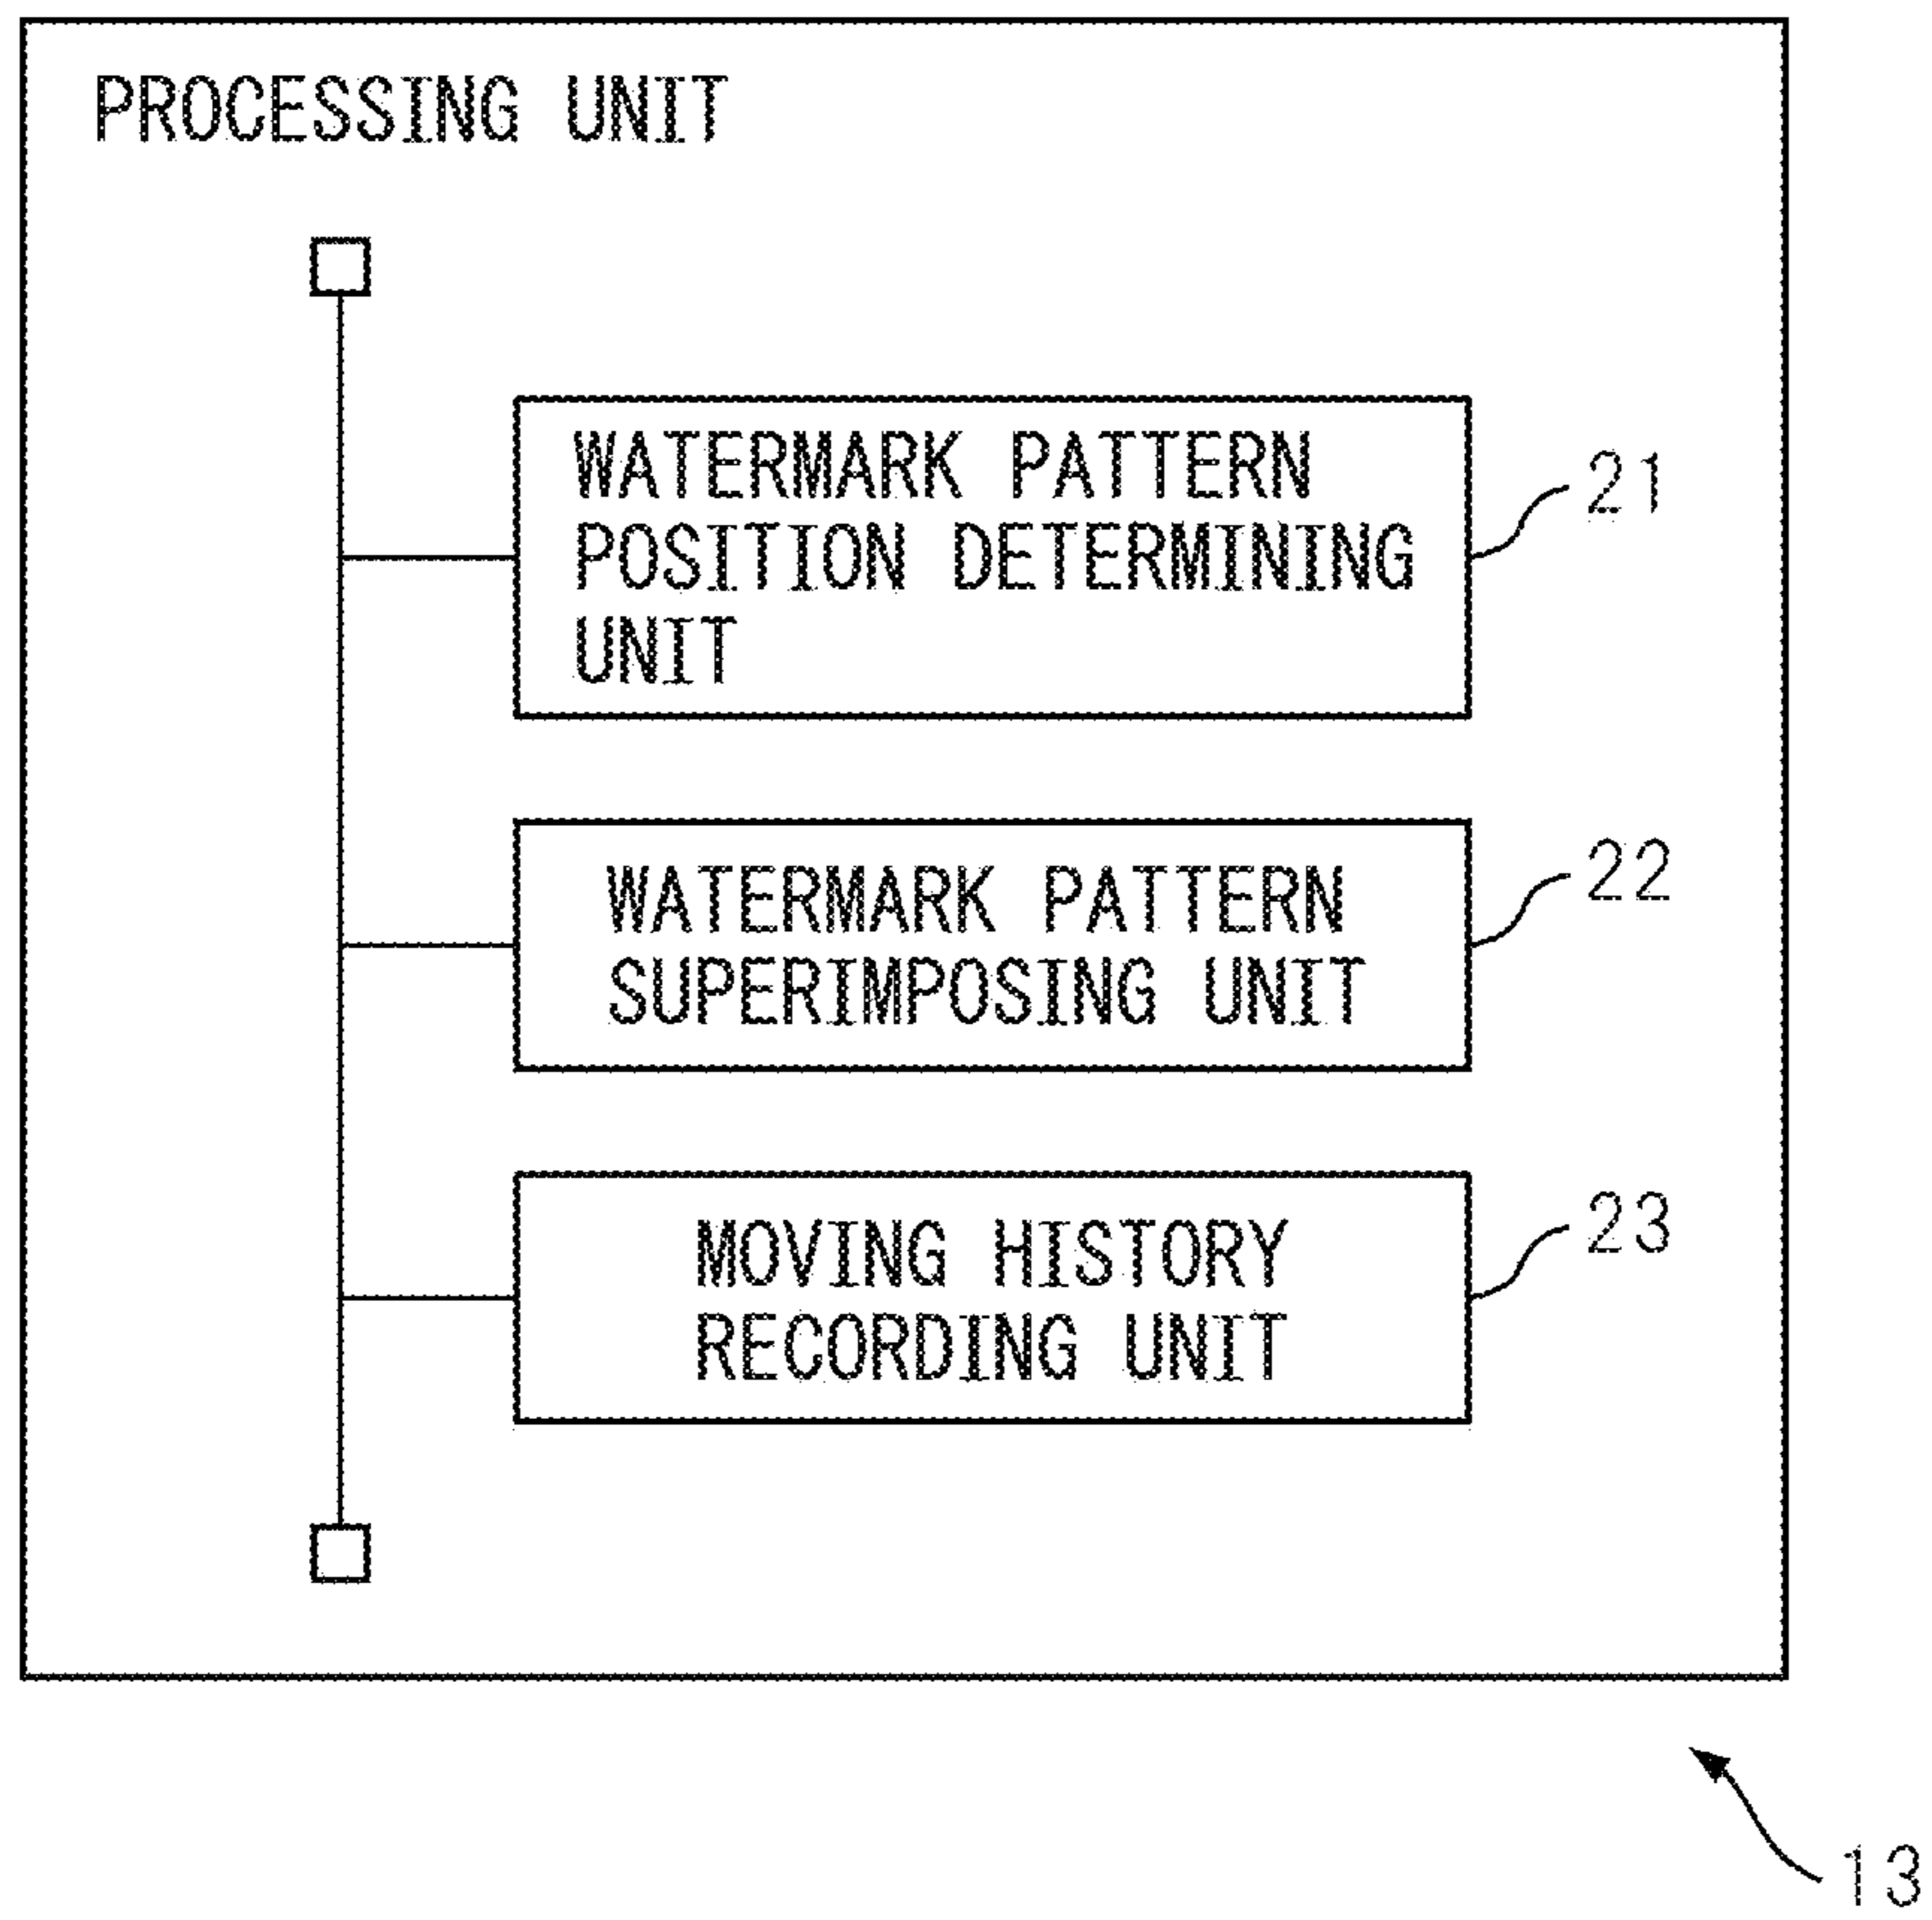 PROCESSING UNIT
WATERMARK PATTERN
POSITION DETERMINING
UNIT
21
WATERMARK PATTERN
SUPERIMPOSING UNIT
22
MOVING HISTORY
RECORDING UNIT
23
13